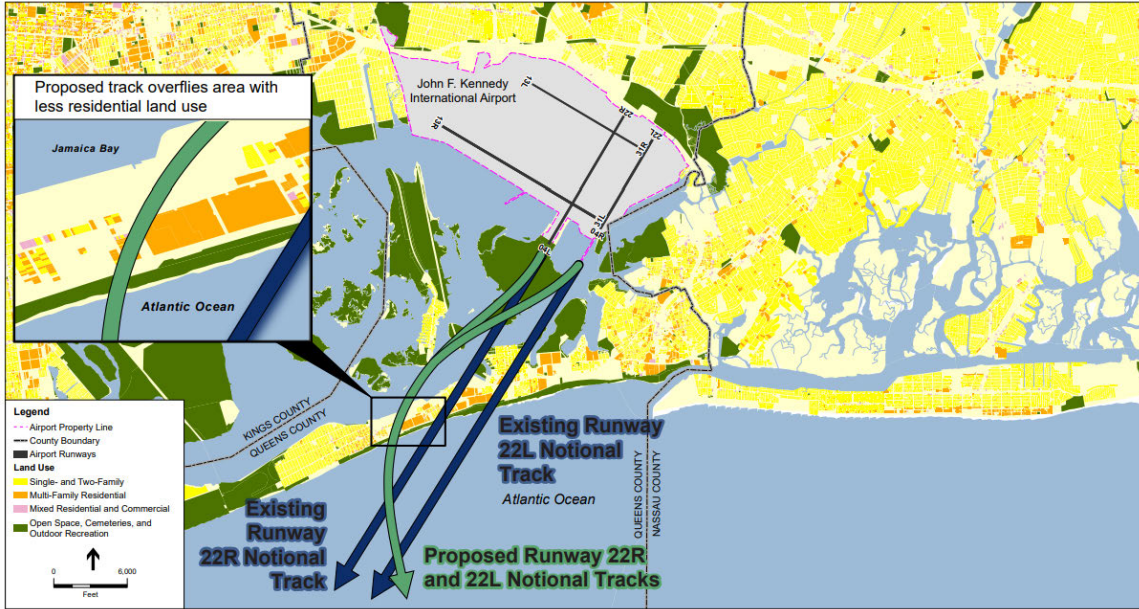 Proposed track overflies area with
less residential land use
Jamaica Bay
Atlantic Ocean
John F. Kennedy
International Airport
13L
13R
22R
22L
31R
31L
04R
04L
KINGS COUNTY
QUEENS COUNTY
QUEENS COUNTY
NASSAU COUNTY
Existing Runway
22L Notional
Track
Atlantic Ocean
Existing
Runway
22R Notional
Track
Proposed Runway 22R
and 22L Notional Tracks
Legend
Airport Property Line
County Boundary
Airport Runways
Land Use
Single- and Two-Family
Multi-Family Residential
Mixed Residential and Commercial
Open Space, Cemeteries, and
Outdoor Recreation
0 6,000
Feet